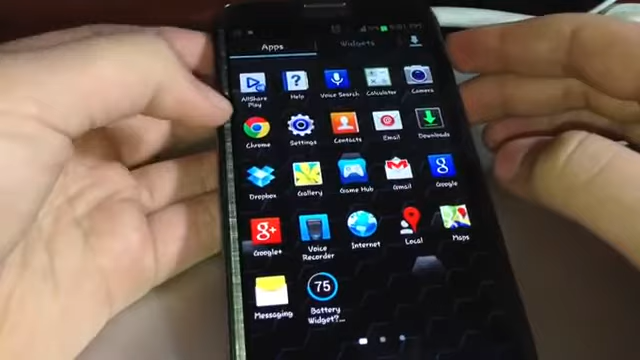 Apps
Widgets
AllShare
Play
Help
Voice Search
Calculator
Camera
Chrome
Settings
Contacts
Email
Downloads
Dropbox
Gallery
Game Hub
Gmail
Google
Google+
Voice
Recorder
Internet
Local
Maps
Messaging
75
Battery
Widget?...